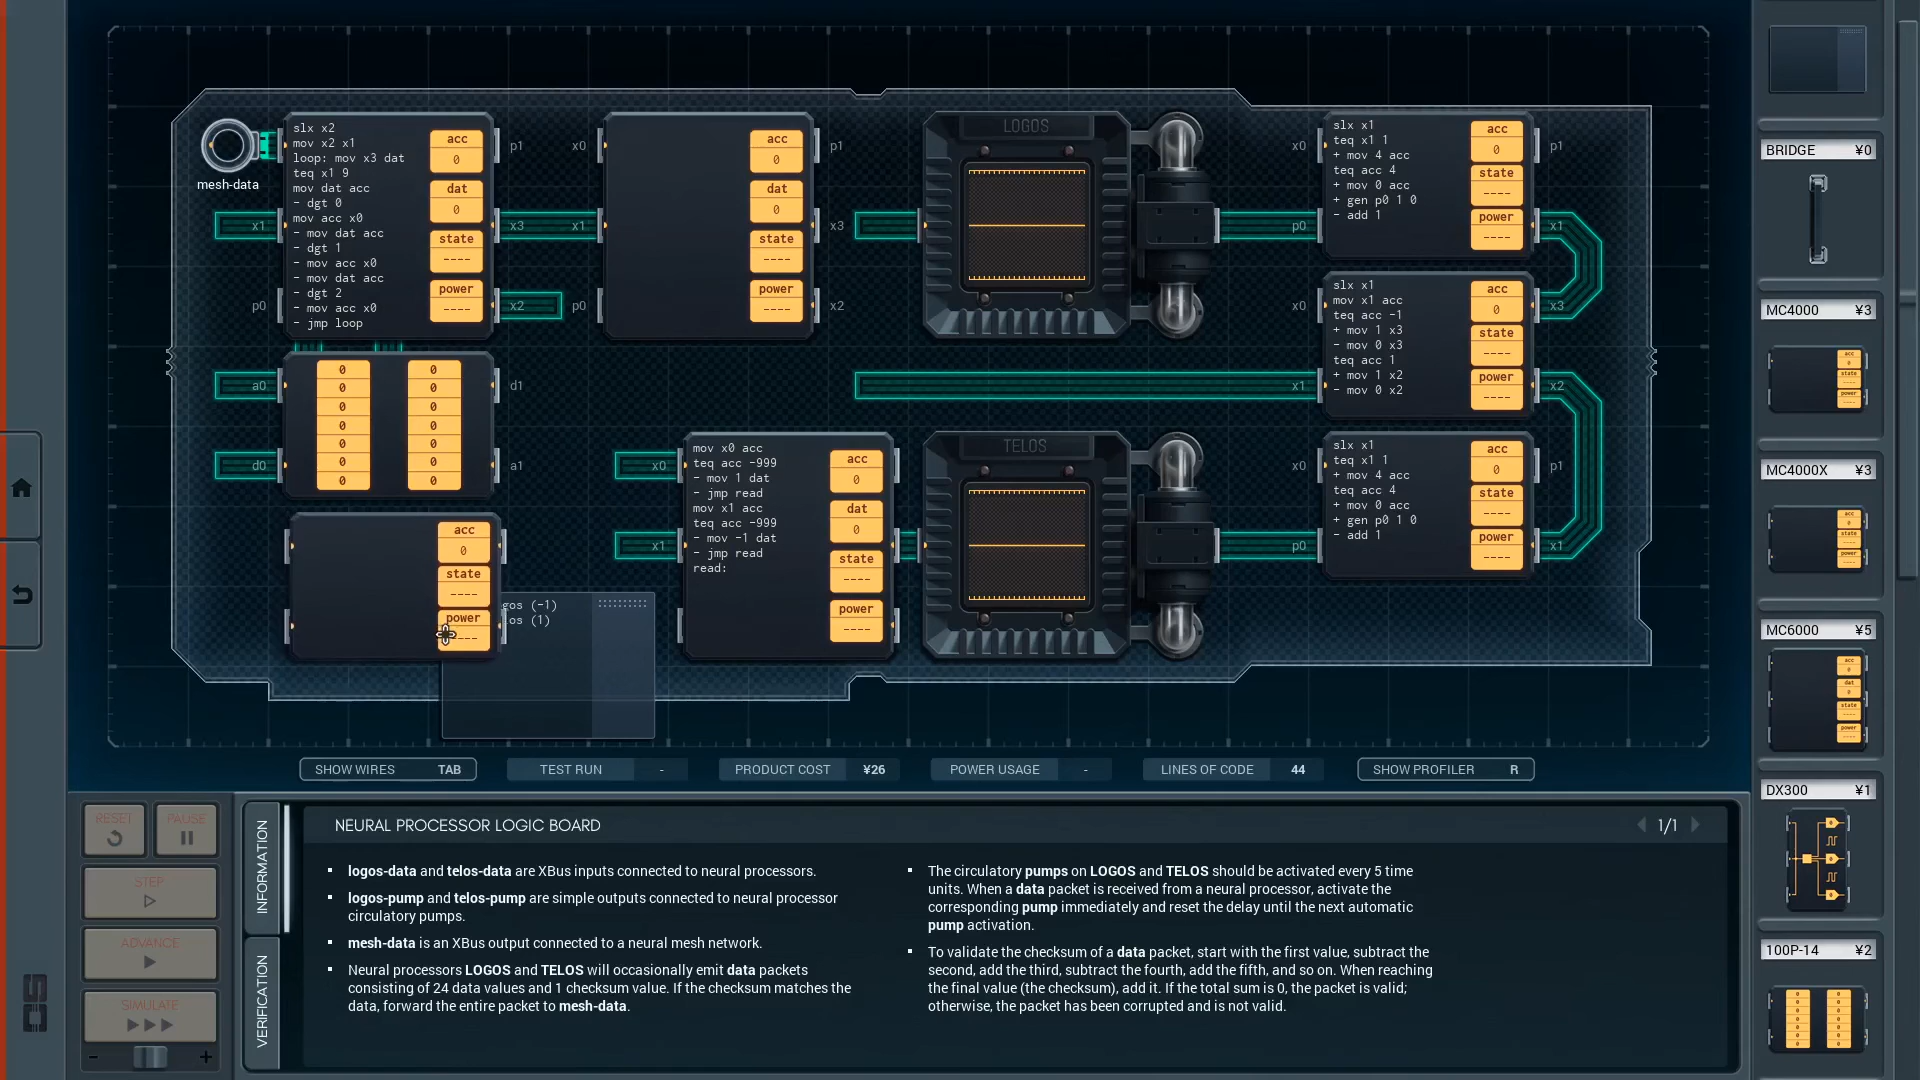 slx x2
mov x2 x1
loop: mov x3 dat
teq x1 9
mov dat acc
- dgt 0
mov acc x0
- mov dat acc
- dgt 1
- mov acc x0
- mov dat acc
- dgt 2
- mov acc x0
- jmp loop
acc
0
dat
0
state
----
power
----
mesh-data
x1
p0
p1
x3
x2
x0
x1
p0
acc
0
dat
0
state
----
power
----
p1
x3
x2
LOGOS
x0
p0
slx x1
teq x1 1
+ mov 4 acc
teq acc 4
+ mov 0 acc
+ gen p0 1 0
- add 1
acc
0
state
----
power
----
p1
x1
x0
x1
slx x1
mov x1 acc
teq acc -1
+ mov 1 x3
- mov 0 x3
teq acc 1
+ mov 1 x2
- mov 0 x2
acc
0
state
----
power
----
x3
x2
a0
d0
0 0
0 0
0 0
0 0
0 0
0 0
0 0
d1
a1
acc
0
state
----
power
----
os (-1)
os (1)
x0
x1
mov x0 acc
teq acc -999
- mov 1 dat
- jmp read
mov x1 acc
teq acc -999
- mov -1 dat
- jmp read
read:
acc
0
dat
0
state
----
power
----
TELOS
x0
p0
slx x1
teq x1 1
+ mov 4 acc
teq acc 4
+ mov 0 acc
+ gen p0 1 0
- add 1
acc
0
state
----
power
----
p1
x1
BRIDGE ¥0
MC4000 ¥3
MC4000X ¥3
MC6000 ¥5
DX300 ¥1
100P-14 ¥2
SHOW WIRES TAB
TEST RUN -
PRODUCT COST ¥26
POWER USAGE -
LINES OF CODE 44
SHOW PROFILER R
RESET
PAUSE
STEP
ADVANCE
SIMULATE
- +
INFORMATION
VERIFICATION
NEURAL PROCESSOR LOGIC BOARD
1/1
▪ logos-data and telos-data are XBus inputs connected to neural processors.
▪ logos-pump and telos-pump are simple outputs connected to neural processor
circulatory pumps.
▪ mesh-data is an XBus output connected to a neural mesh network.
▪ Neural processors LOGOS and TELOS will occasionally emit data packets
consisting of 24 data values and 1 checksum value. If the checksum matches the
data, forward the entire packet to mesh-data.
▪ The circulatory pumps on LOGOS and TELOS should be activated every 5 time
units. When a data packet is received from a neural processor, activate the
corresponding pump immediately and reset the delay until the next automatic
pump activation.
▪ To validate the checksum of a data packet, start with the first value, subtract the
second, add the third, subtract the fourth, add the fifth, and so on. When reaching
the final value (the checksum), add it. If the total sum is 0, the packet is valid;
otherwise, the packet has been corrupted and is not valid.